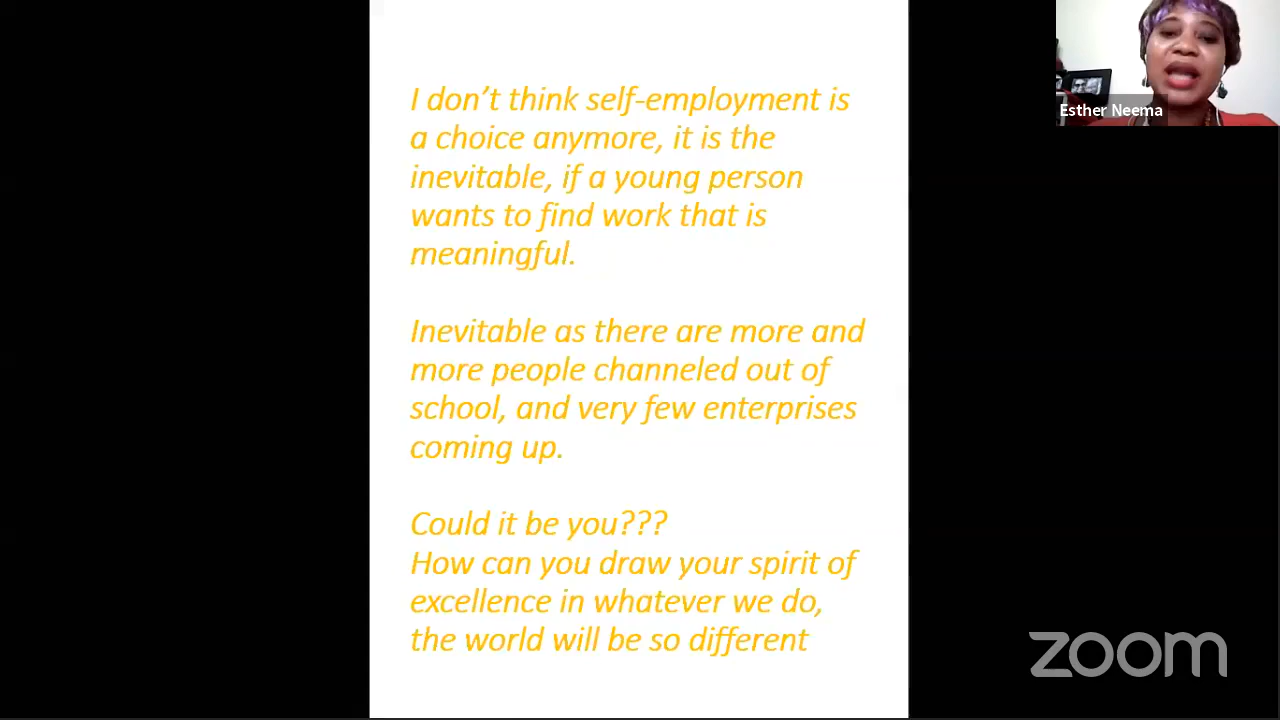 I don’t think self-employment is
a choice anymore, it is the
inevitable, if a young person
wants to find work that is
meaningful.
Inevitable as there are more and
more people channeled out of
school, and very few enterprises
coming up.
Could it be you???
How can you draw your spirit of
excellence in whatever we do,
the world will be so different
Esther Neema
zoom